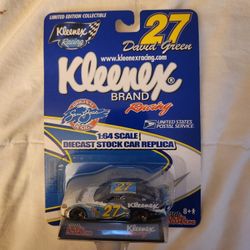 LIMITED EDITION COLLECTIBLE
Kleenex
Racing
27
David Green
www.kleenexracing.com
Kleenex®
BRAND
Racing
UNITED STATES
POSTAL SERVICE
1:64 SCALE
DIECAST STOCK CAR REPLICA
27
Kleenex
27
8+